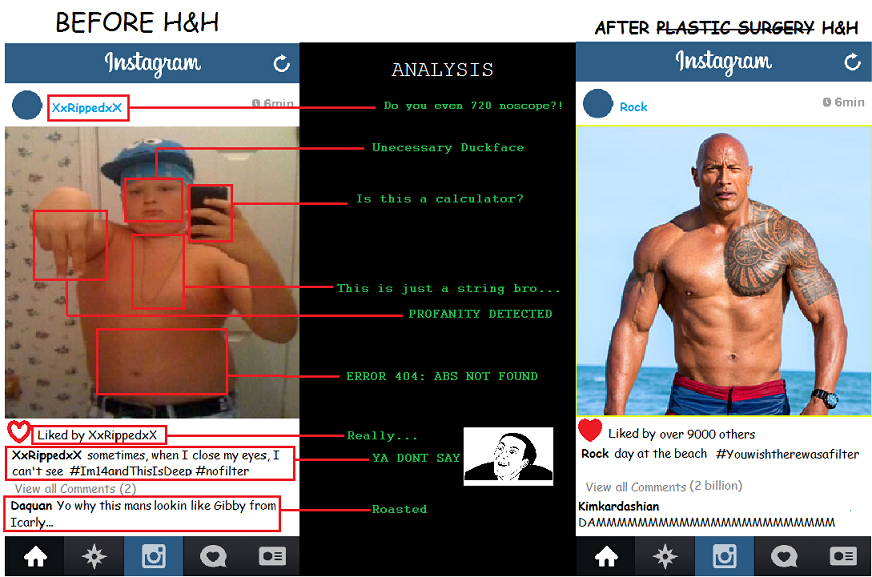 BEFORE H&H
Instagram
XxRippedxX
6min
Liked by XxRippedxX
XxRippedxX sometimes, when I close my eyes, I
can't see #Im14andThisIsDeep #nofilter
View all Comments (2)
Daquan Yo why this mans lookin like Gibby from
Icarly...
ANALYSIS
Do you even 720 noscope?!
Unecessary Duckface
Is this a calculator?
This is just a string bro...
PROFANITY DETECTED
ERROR 404: ABS NOT FOUND
Really...
YA DONT SAY
Roasted
AFTER PLASTIC SURGERY H&H
Instagram
Rock
6min
Liked by over 9000 others
Rock day at the beach #Youwishtherewasafilter
View all Comments (2 billion)
Kimkardashian
DAMMMMMMMMMMMMMMMMMMMMMMM